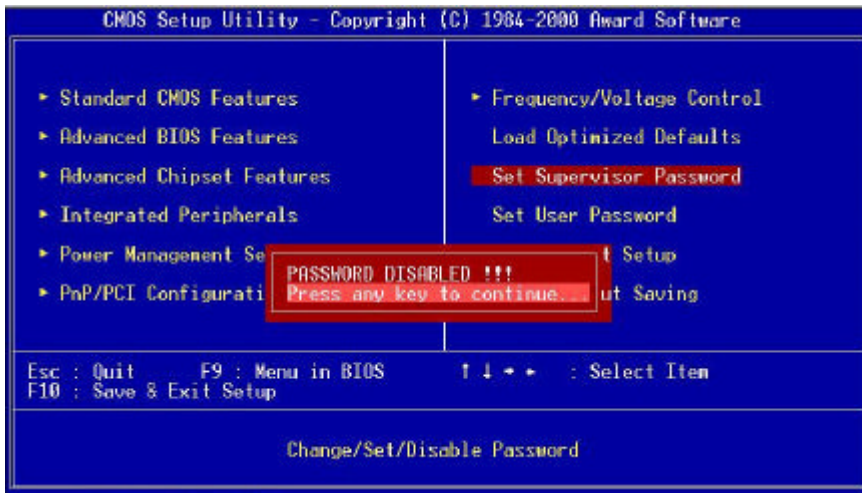 CMOS Setup Utility - Copyright (C) 1984-2000 Award Software
▸ Standard CMOS Features
▸ Advanced BIOS Features
▸ Advanced Chipset Features
▸ Integrated Peripherals
▸ Power Management Se
▸ PnP/PCI Configurati
▸ Frequency/Voltage Control
Load Optimized Defaults
Set Supervisor Password
Set User Password
t Setup
ut Saving
PASSWORD DISABLED !!!
Press any key to continue...
Esc : Quit F9 : Menu in BIOS ↑ ↓ → ← : Select Item
F10 : Save & Exit Setup
Change/Set/Disable Password